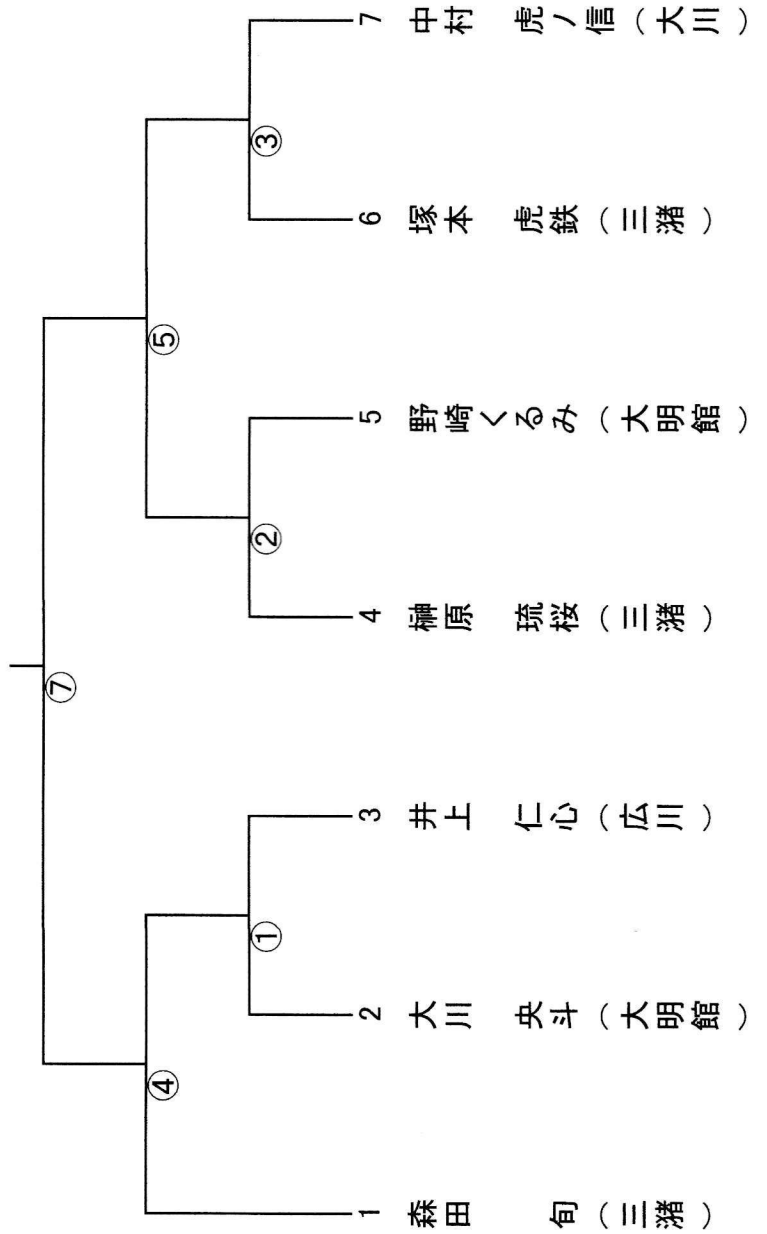 ⑦
④
⑤
①
②
③
1 森田 旬（三潴）
2 大川 央斗（大明館）
3 井上 仁心（広川）
4 榊原 琉桜（三潴）
5 野崎くるみ（大明館）
6 塚本 虎鉄（三潴）
7 中村 虎ノ信（大川）